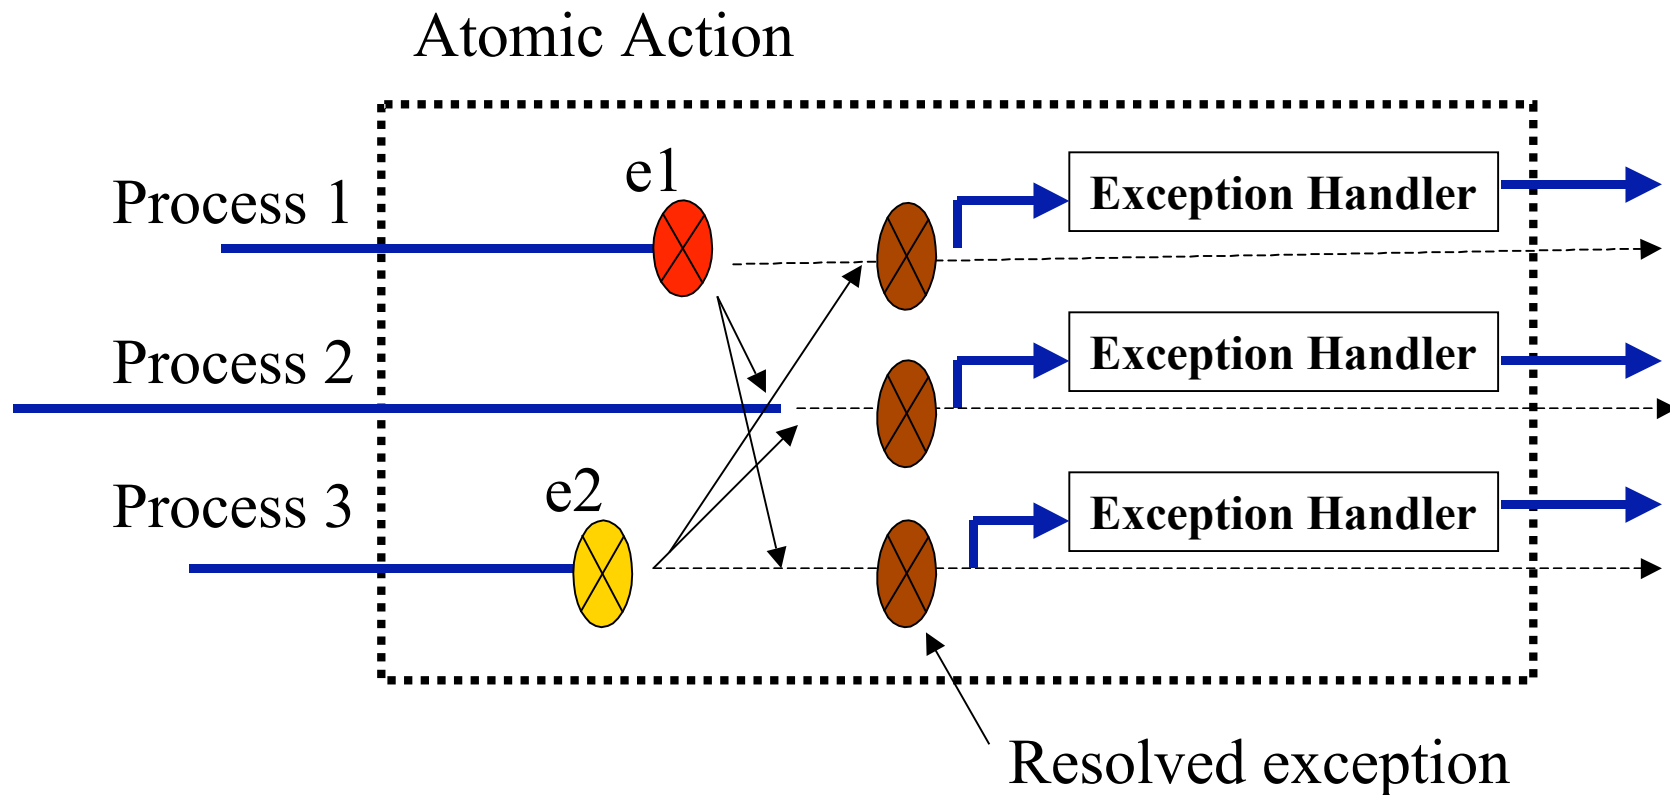 Atomic Action
e1
Process 1
Exception Handler
Process 2
Exception Handler
e2
Process 3
Exception Handler
Resolved exception